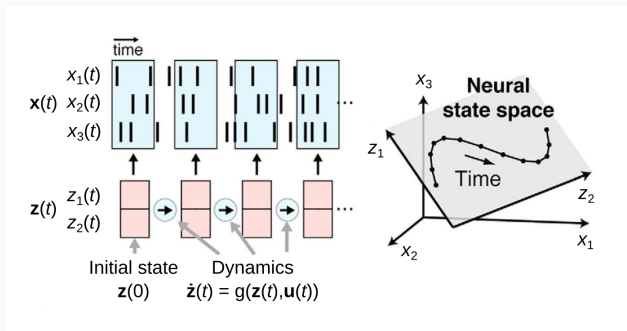 time
x₁(t)
x(t) x₂(t) ...
x₃(t)
z₁(t)
z(t) ...
z₂(t)
Initial state
z(0)
Dynamics
ż(t) = g(z(t),u(t))
x₃
Neural
state space
z₁
Time
z₂
x₁
x₂